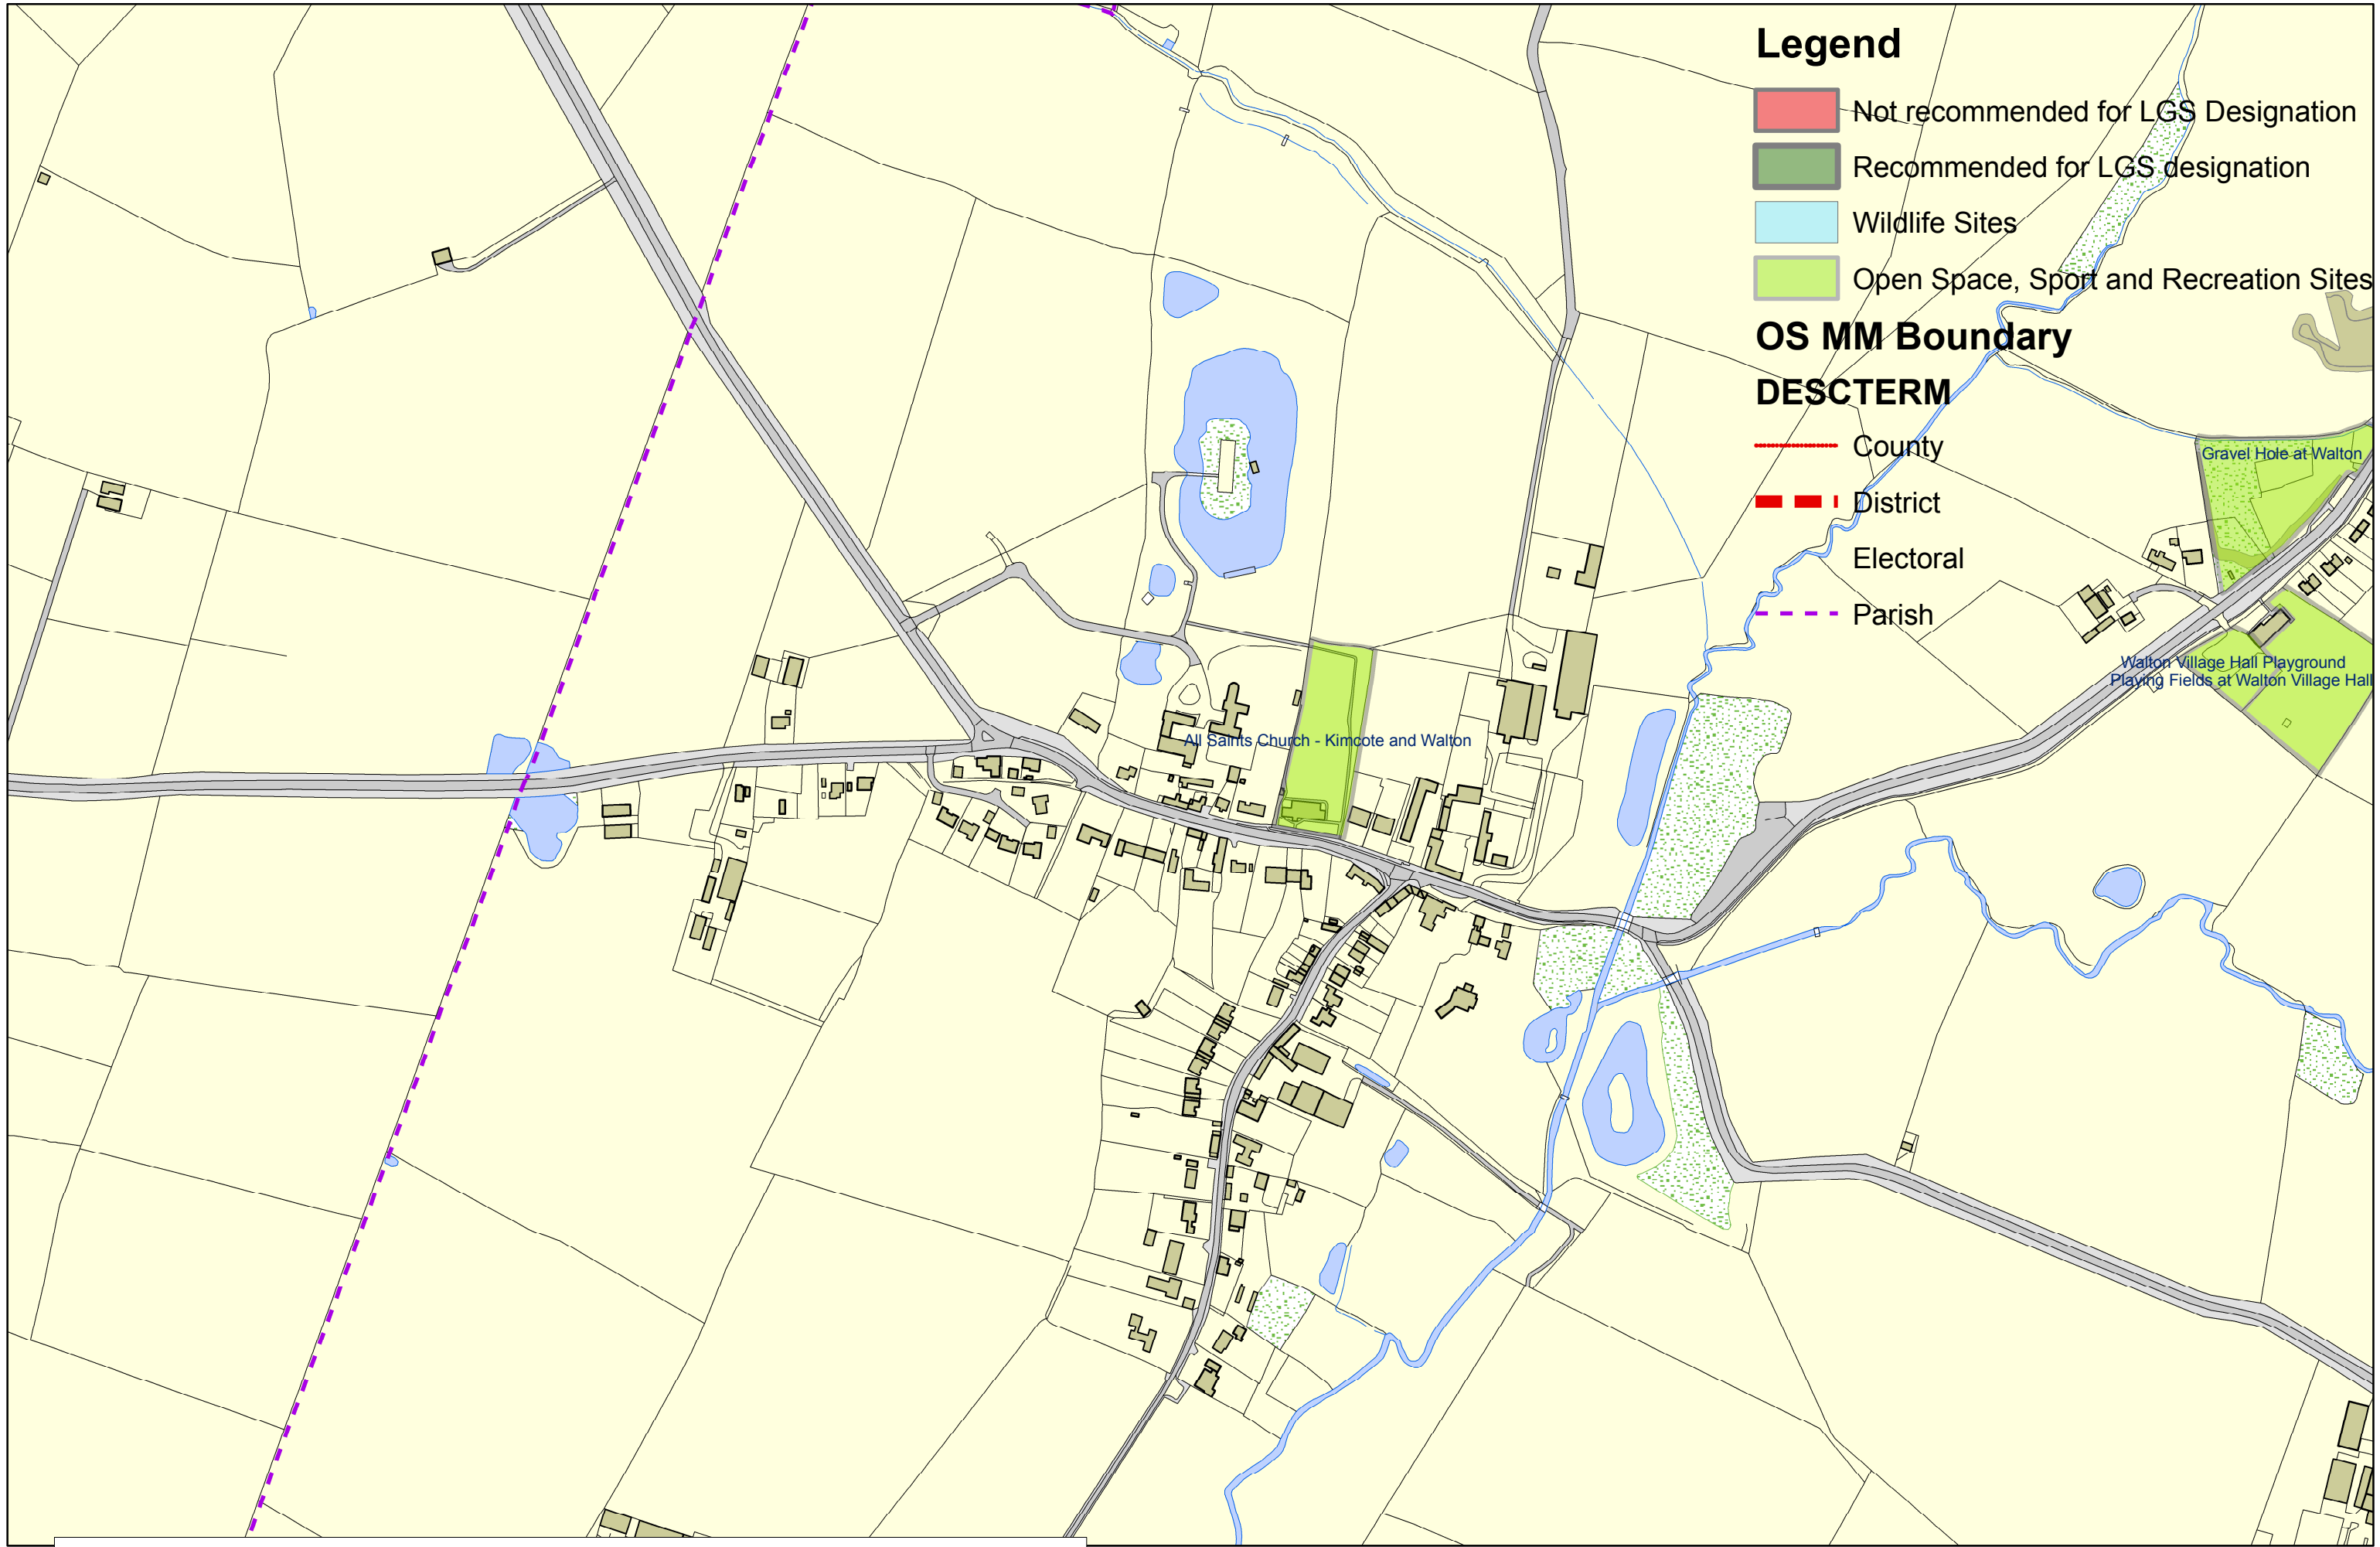 Legend
Not recommended for LGS Designation
Recommended for LGS designation
Wildlife Sites
Open Space, Sport and Recreation Sites
OS MM Boundary
DESCTERM
County
District
Electoral
Parish
Gravel Hole at Walton
Walton Village Hall Playground
Playing Fields at Walton Village Hall
All Saints Church - Kimcote and Walton